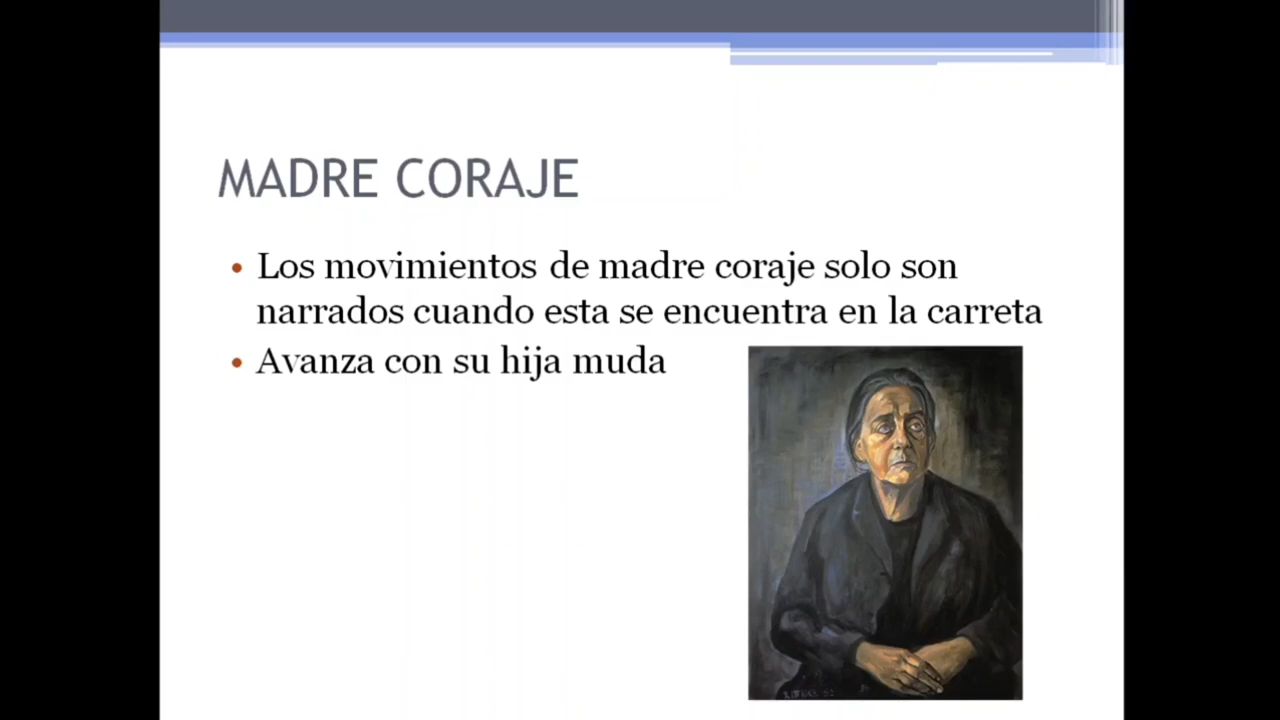 MADRE CORAJE
• Los movimientos de madre coraje solo son
narrados cuando esta se encuentra en la carreta
• Avanza con su hija muda